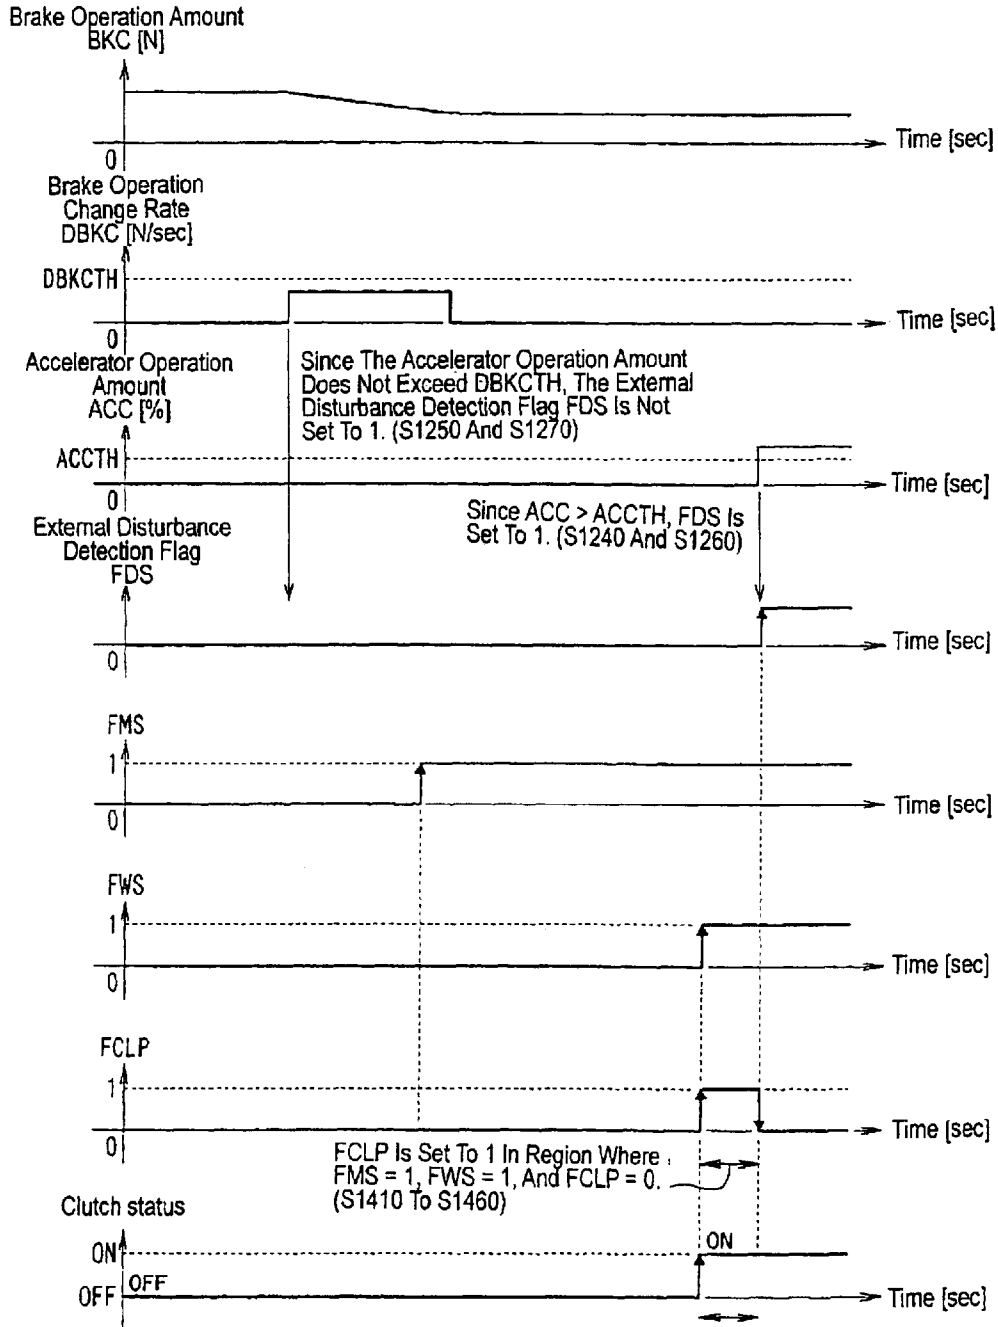 Brake Operation Amount
BKC [N]
Time [sec]
0
Brake Operation
Change Rate
DBKC [N/sec]
DBKCTH
Time [sec]
0
Accelerator Operation
Amount
ACC [%]
Since The Accelerator Operation Amount
Does Not Exceed DBKCTH, The External
Disturbance Detection Flag FDS Is Not
Set To 1. (S1250 And S1270)
ACCTH
Time [sec]
0
Since ACC > ACCTH, FDS Is
Set To 1. (S1240 And S1260)
External Disturbance
Detection Flag
FDS
Time [sec]
0
FMS
1
Time [sec]
0
FWS
1
Time [sec]
0
FCLP
1
Time [sec]
0
FCLP Is Set To 1 In Region Where
FMS = 1, FWS = 1, And FCLP = 0.
(S1410 To S1460)
Clutch status
ON
ON
OFF
OFF
Time [sec]